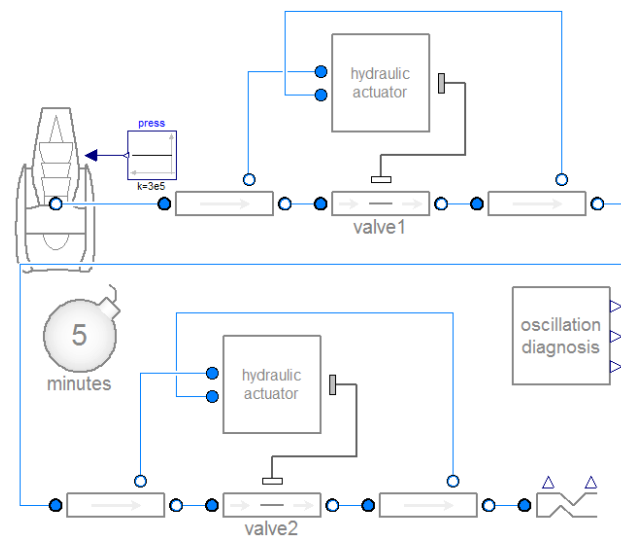 hydraulic
actuator
press
k=3e5
valve1
5
minutes
oscillation
diagnosis
hydraulic
actuator
valve2